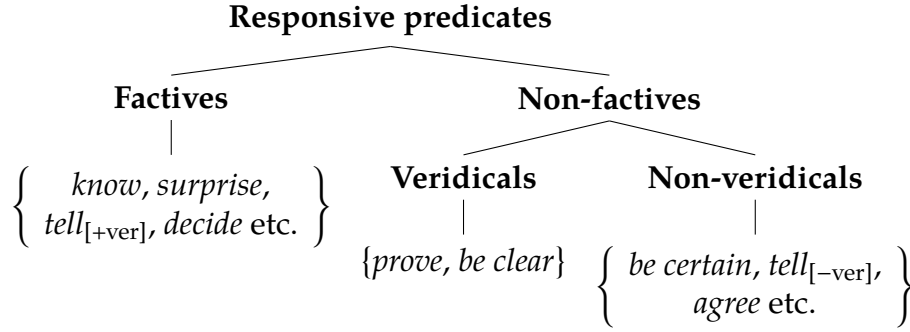 Responsive predicates
Factives
Non-factives
{ know, surprise,
tell[+ver], decide etc. }
Veridicals
Non-veridicals
{prove, be clear}
{ be certain, tell[−ver],
agree etc. }